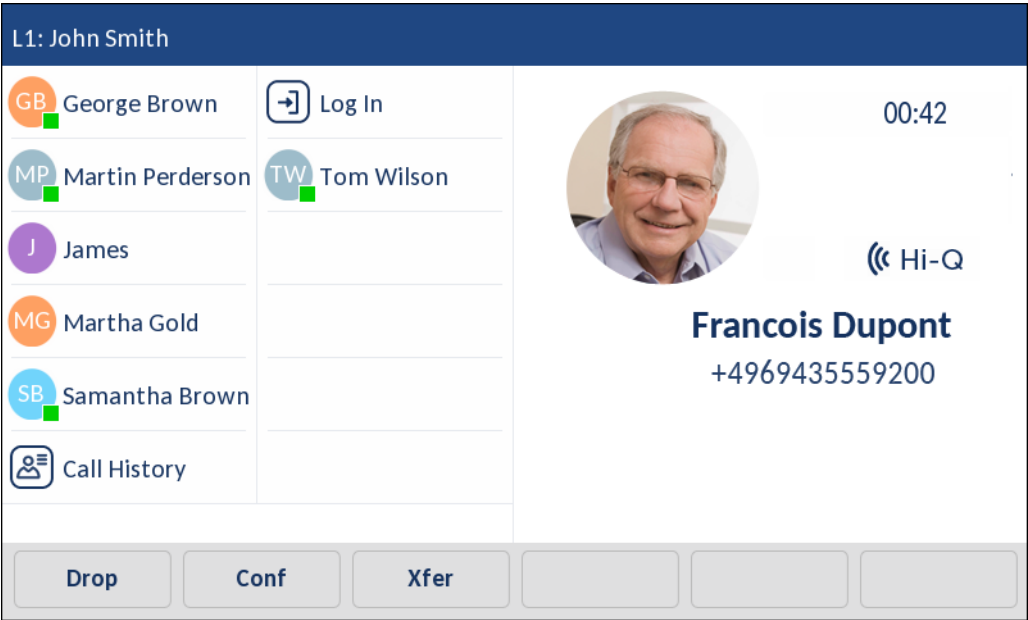 L1: John Smith
GB George Brown
MP Martin Perderson
J James
MG Martha Gold
SB Samantha Brown
Call History
Log In
TW Tom Wilson
00:42
Hi-Q
Francois Dupont
+4969435559200
Drop Conf Xfer